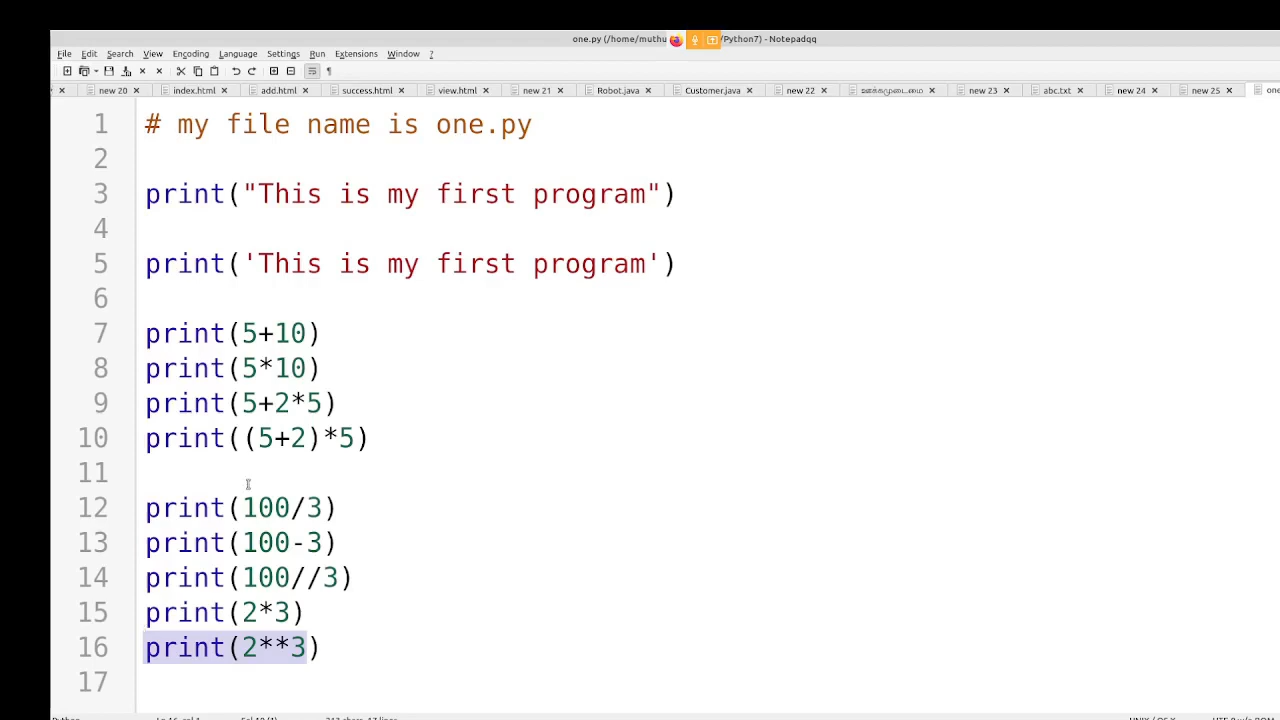 one.py (/home/muthu /Python7) - Notepadqq
File Edit Search View Encoding Language Settings Run Extensions Window ?
new 20 index.html add.html success.html view.html new 21 Robot.java Customer.java new 22 ஊக்கமுடைமை new 23 abc.txt new 24 new 25 one
1 # my file name is one.py
2
3 print("This is my first program")
4
5 print('This is my first program')
6
7 print(5+10)
8 print(5*10)
9 print(5+2*5)
10 print((5+2)*5)
11
12 print(100/3)
13 print(100-3)
14 print(100//3)
15 print(2*3)
16 print(2**3)
17